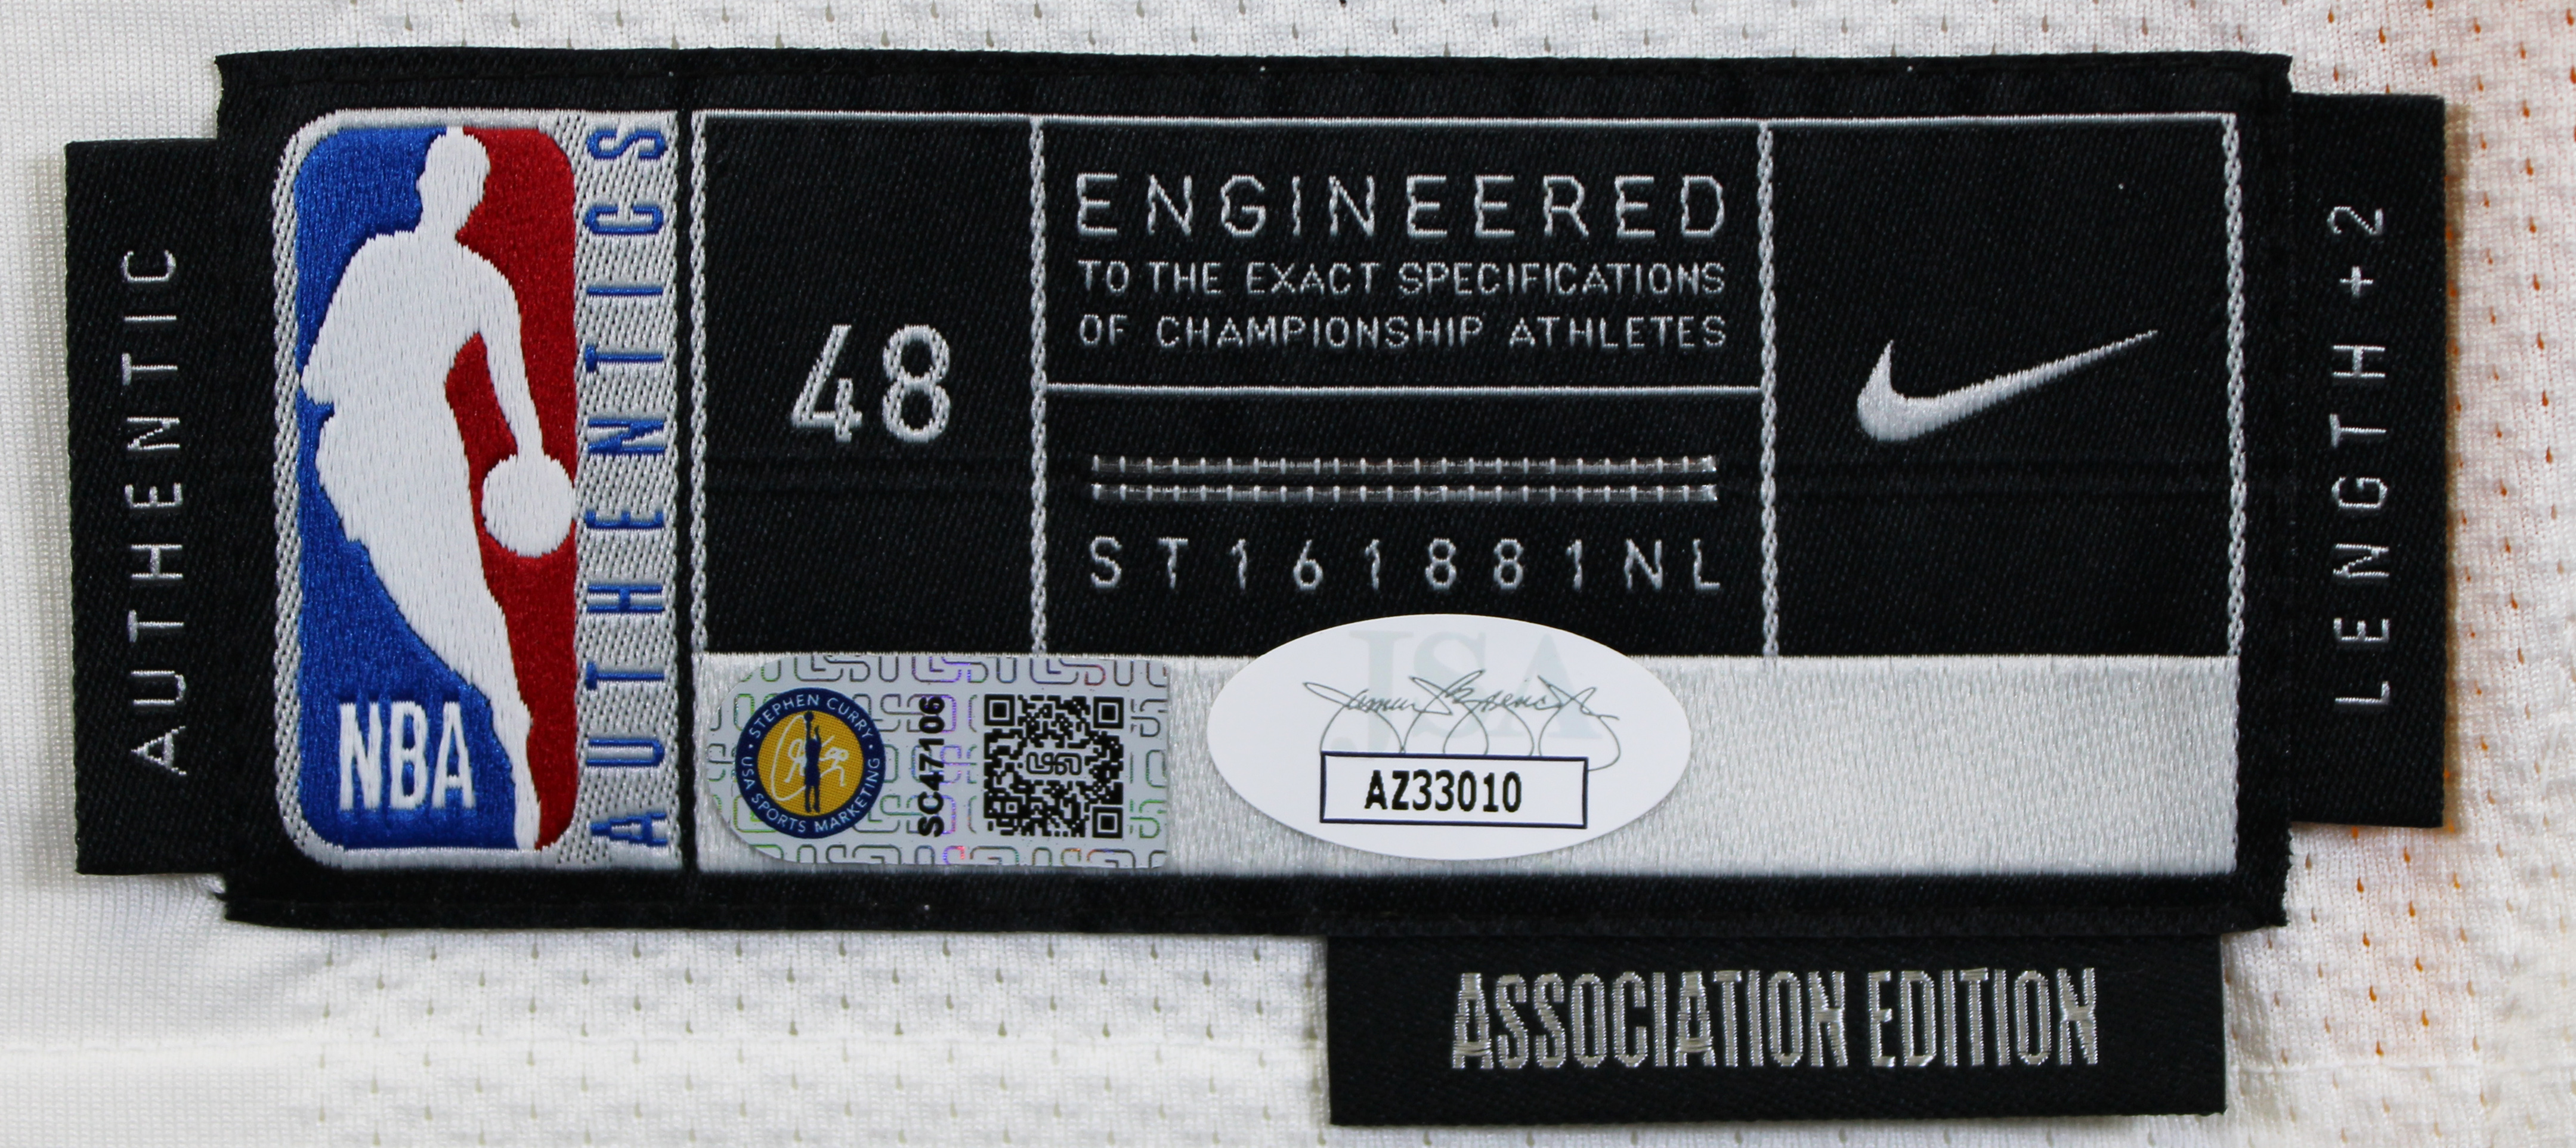 AUTHENTIC
NBA
AUTHENTICS
48
ENGINEERED
TO THE EXACT SPECIFICATIONS
OF CHAMPIONSHIP ATHLETES
ST161881NL
LENGTH+2
STEPHEN CURRY
USA SPORTS MARKETING
SC47106
JSA
AZ33010
ASSOCIATION EDITION